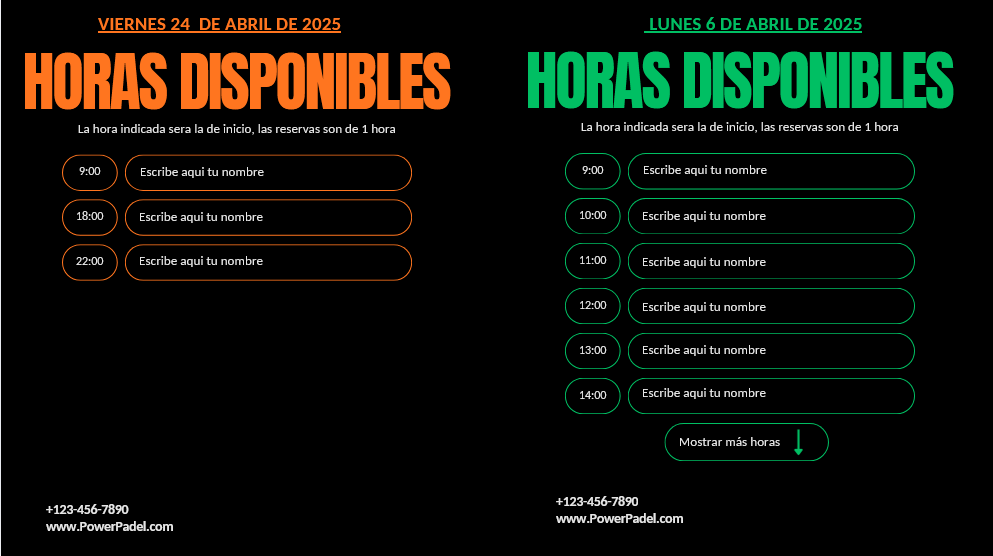 VIERNES 24  DE ABRIL DE 2025
HORAS DISPONIBLES
La hora indicada sera la de inicio, las reservas son de 1 hora
9:00 Escribe aqui tu nombre
18:00 Escribe aqui tu nombre
22:00 Escribe aqui tu nombre
+123-456-7890
www.PowerPadel.com
LUNES 6 DE ABRIL DE 2025
HORAS DISPONIBLES
La hora indicada sera la de inicio, las reservas son de 1 hora
9:00 Escribe aqui tu nombre
10:00 Escribe aqui tu nombre
11:00 Escribe aqui tu nombre
12:00 Escribe aqui tu nombre
13:00 Escribe aqui tu nombre
14:00 Escribe aqui tu nombre
Mostrar más horas
+123-456-7890
www.PowerPadel.com